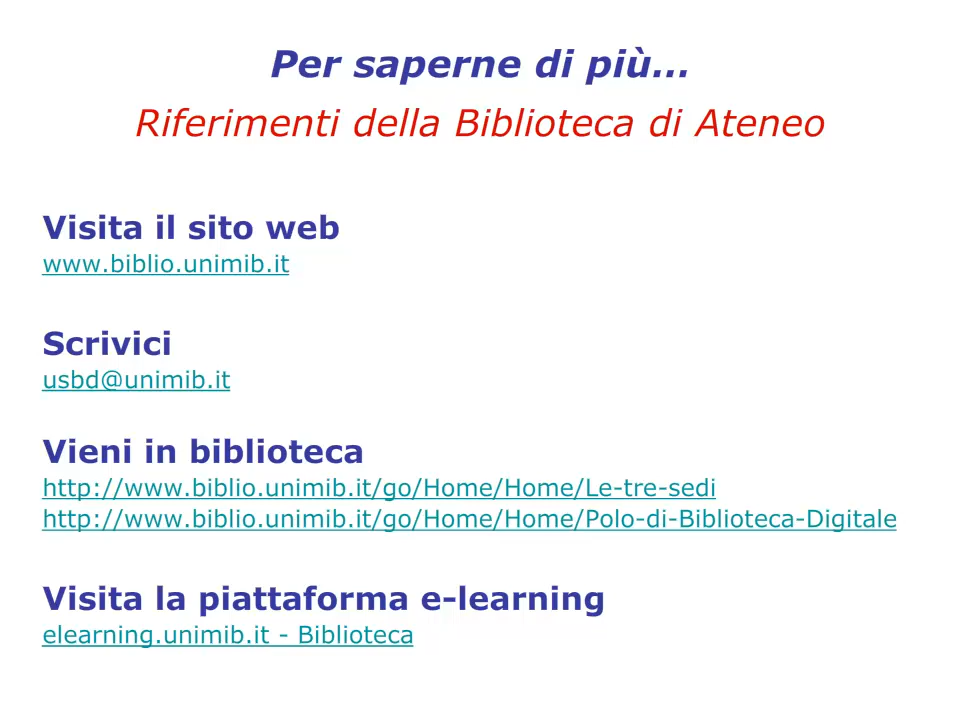 Per saperne di più…
Riferimenti della Biblioteca di Ateneo
Visita il sito web
www.biblio.unimib.it
Scrivici
usbd@unimib.it
Vieni in biblioteca
http://www.biblio.unimib.it/go/Home/Home/Le-tre-sedi
http://www.biblio.unimib.it/go/Home/Home/Polo-di-Biblioteca-Digitale
Visita la piattaforma e-learning
elearning.unimib.it - Biblioteca